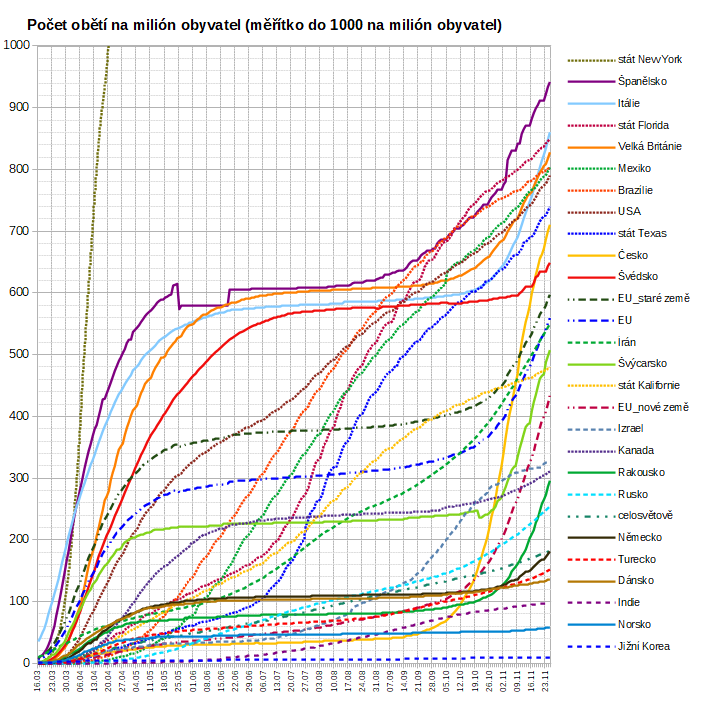 Počet obětí na milión obyvatel (měřítko do 1000 na milión obyvatel)
1000
900
800
700
600
500
400
300
200
100
0
16.03
23.03
30.03
06.04
13.04
20.04
27.04
04.05
11.05
18.05
25.05
01.06
08.06
15.06
22.06
29.06
06.07
13.07
20.07
27.07
03.08
10.08
17.08
24.08
31.08
07.09
14.09
21.09
28.09
05.10
12.10
19.10
26.10
02.11
09.11
16.11
23.11
stát NewYork
Španělsko
Itálie
stát Florida
Velká Británie
Mexiko
Brazilie
USA
stát Texas
Česko
Švédsko
EU_staré země
EU
Irán
Švýcarsko
stát Kalifornie
EU_nové země
Izrael
Kanada
Rakousko
Rusko
celosvětově
Německo
Turecko
Dánsko
Indie
Norsko
Jižní Korea